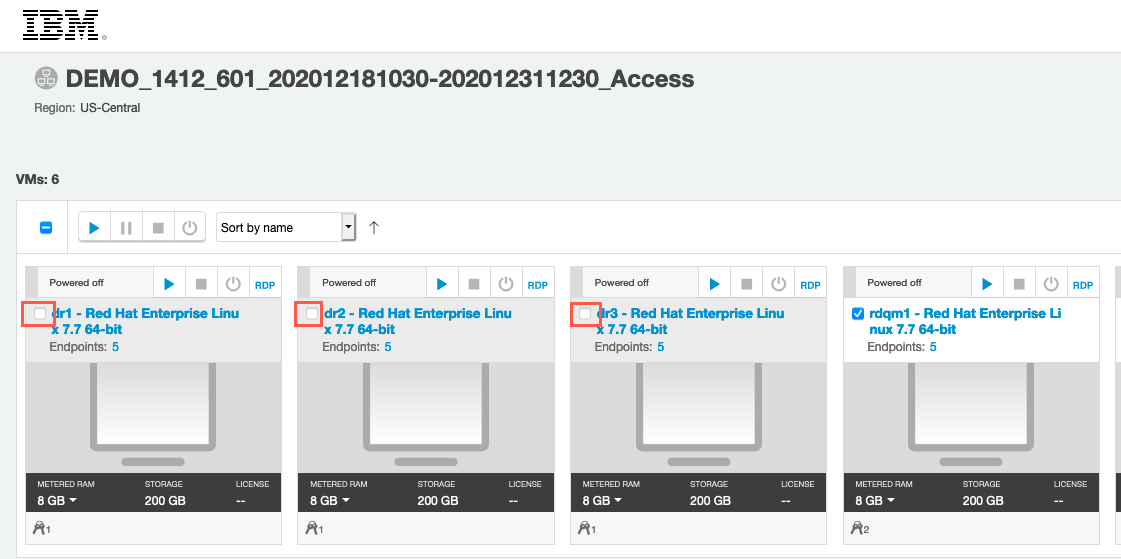 IBM
DEMO_1412_601_202012181030-202012311230_Access
Region: US-Central
VMs: 6
Sort by name
Powered off RDP
dr1 - Red Hat Enterprise Linu
x 7.7 64-bit
Endpoints: 5
METERED RAM STORAGE LICENSE
8 GB 200 GB --
1
Powered off RDP
dr2 - Red Hat Enterprise Linu
x 7.7 64-bit
Endpoints: 5
METERED RAM STORAGE LICENSE
8 GB 200 GB --
1
Powered off RDP
dr3 - Red Hat Enterprise Linu
x 7.7 64-bit
Endpoints: 5
METERED RAM STORAGE LICENSE
8 GB 200 GB --
1
Powered off RDP
rdqm1 - Red Hat Enterprise Li
nux 7.7 64-bit
Endpoints: 5
METERED RAM STORAGE LICENSE
8 GB 200 GB --
2